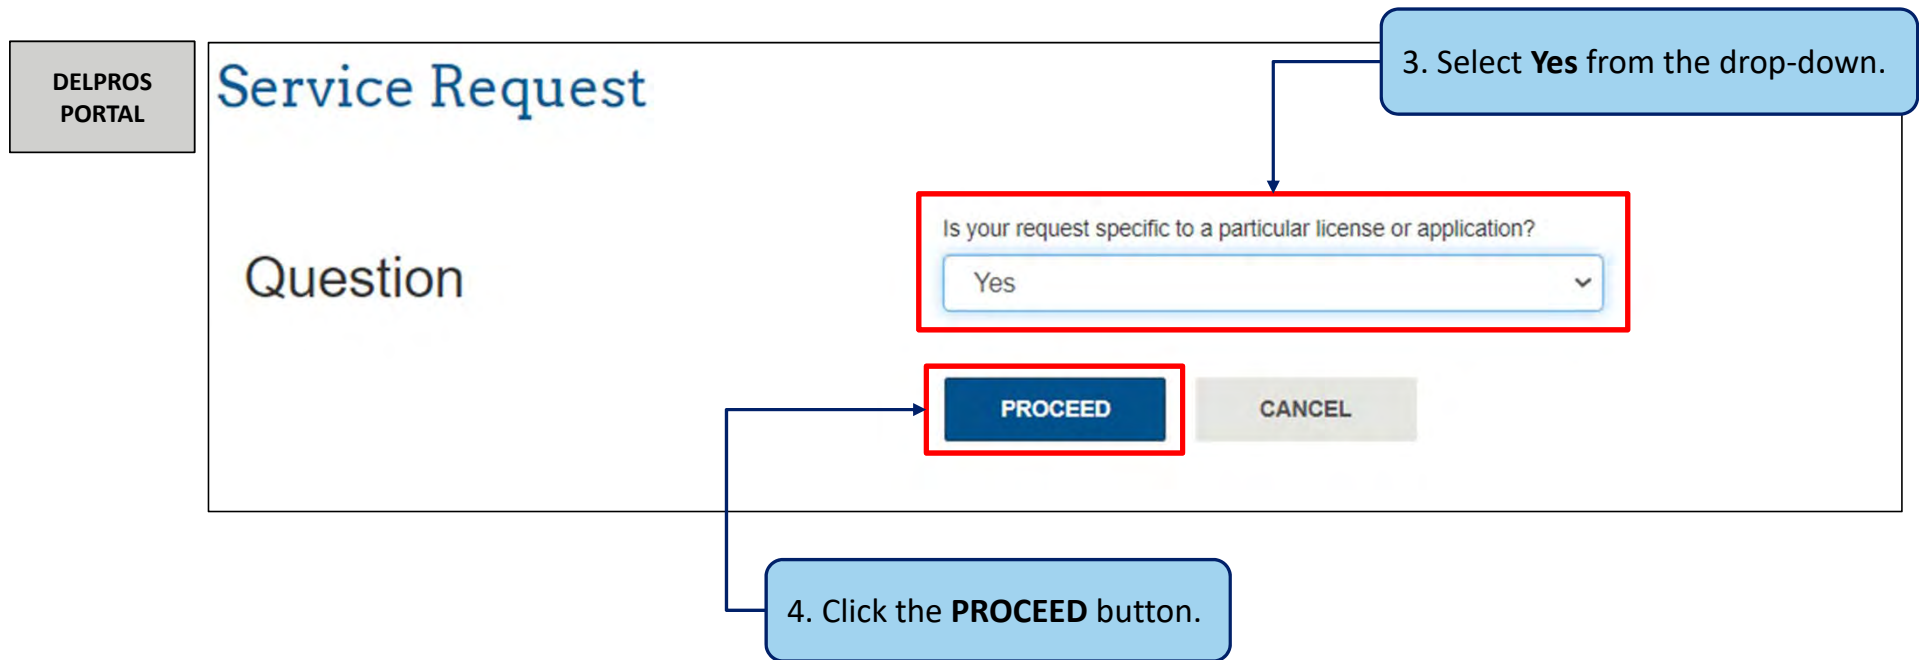 DELPROS
PORTAL
Service Request
3. Select Yes from the drop-down.
Question
Is your request specific to a particular license or application?
Yes
PROCEED
CANCEL
4. Click the PROCEED button.